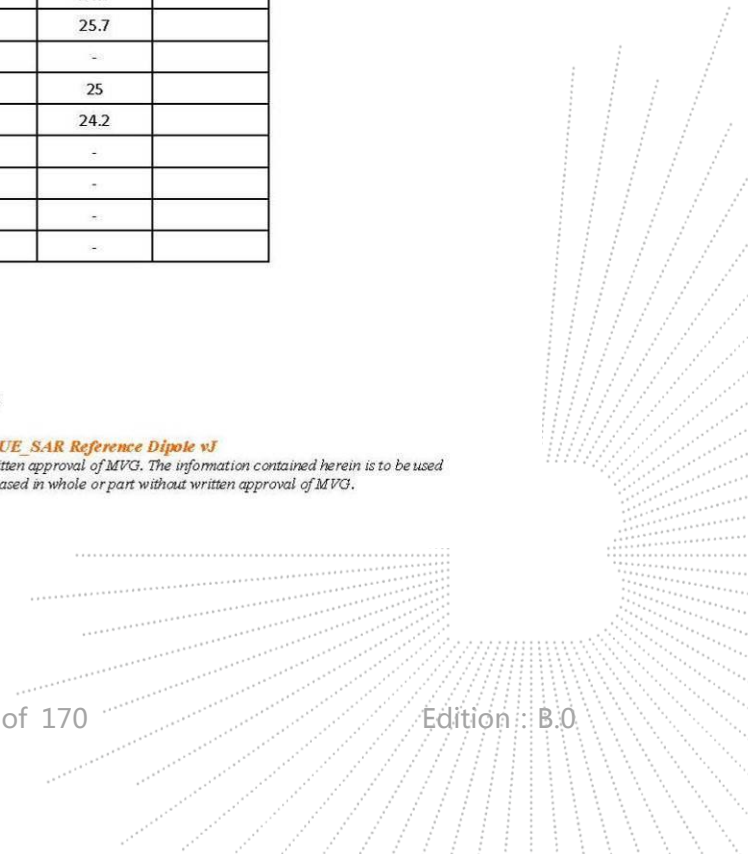 25.7
-
25
24.2
-
-
-
-
UE_SAR Reference Dipole vJ
tten approval of MVG. The information contained herein is to be used
ased in whole or part without written approval of MVG.
of 170
Edition : B.0